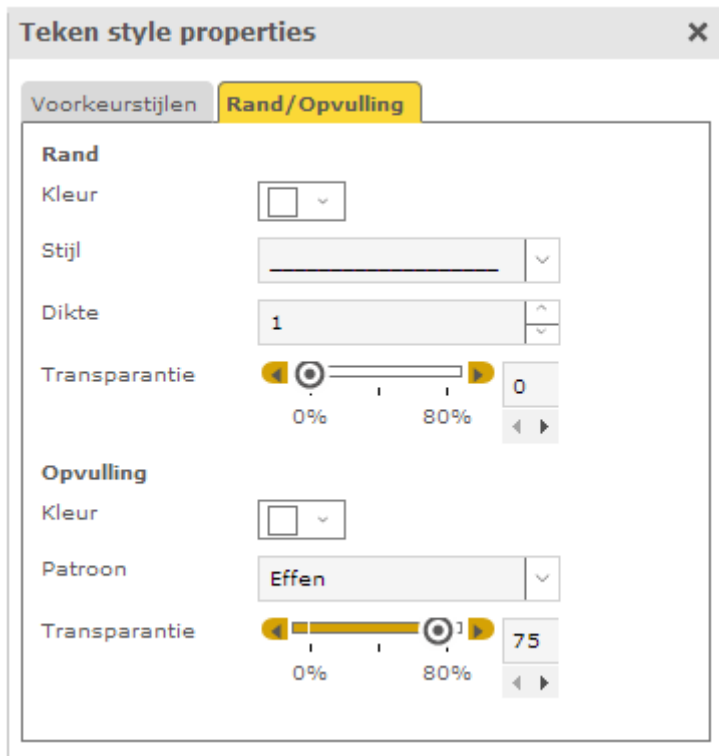 Teken style properties
Voorkeurstijlen Rand/Opvulling
Rand
Kleur
Stijl
Dikte 1
Transparantie 0
0% 80%
Opvulling
Kleur
Patroon Effen
Transparantie 75
0% 80%